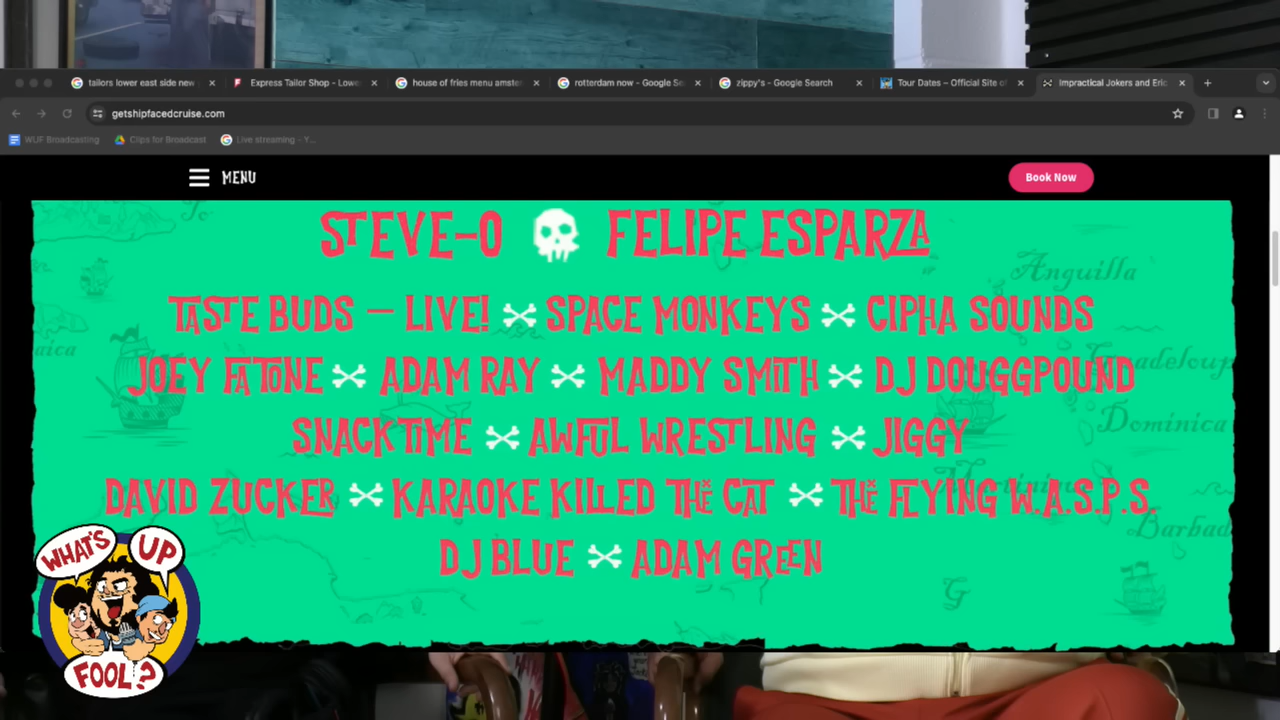 tailors lower east side new
Express Tailor Shop - Lowe
house of fries menu amste
rotterdam now - Google Se
zippy's - Google Search
Tour Dates – Official Site of
Impractical Jokers and Eric
getshipfacedcruise.com
WUF Broadcasting
Clips for Broadcast
Live streaming - Y...
MENU
Book Now
STEVE-O FELIPE ESPARZA
TASTE BUDS – LIVE! SPACE MONKEYS CIPHA SOUNDS
JOEY FATONE ADAM RAY MADDY SMITH DJ DOUGGPOUND
SNACKTIME AWFUL WRESTLING JIGGY
DAVID ZUCKER KARAOKE KILLED THE CAT THE FLYING W.A.S.P.S.
DJ BLUE ADAM GREEN
Anguilla
aica
adeloup
Dominica
Barbad
G
WHAT'S UP
FOOL?